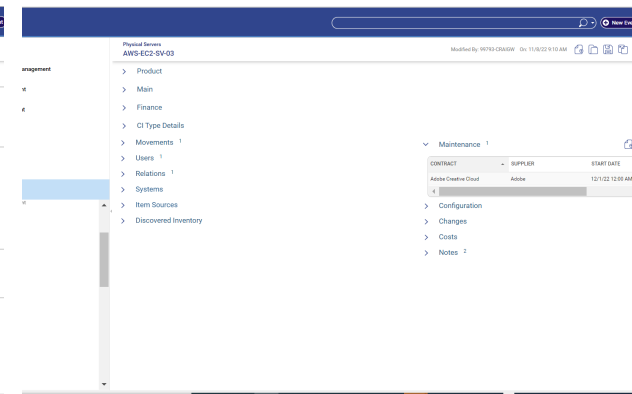 New Eve
Physical Servers
AWS-EC2-SV-03
Modified By: 99793-CRAIGW On: 11/8/22 9:10 AM
anagement
nt
nt
Product
Main
Finance
CI Type Details
Movements 1
Users 1
Relations 1
Systems
Item Sources
Discovered Inventory
Maintenance 1
CONTRACT SUPPLIER START DATE
Adobe Creative Cloud Adobe 12/1/22 12:00 AM
Configuration
Changes
Costs
Notes 2